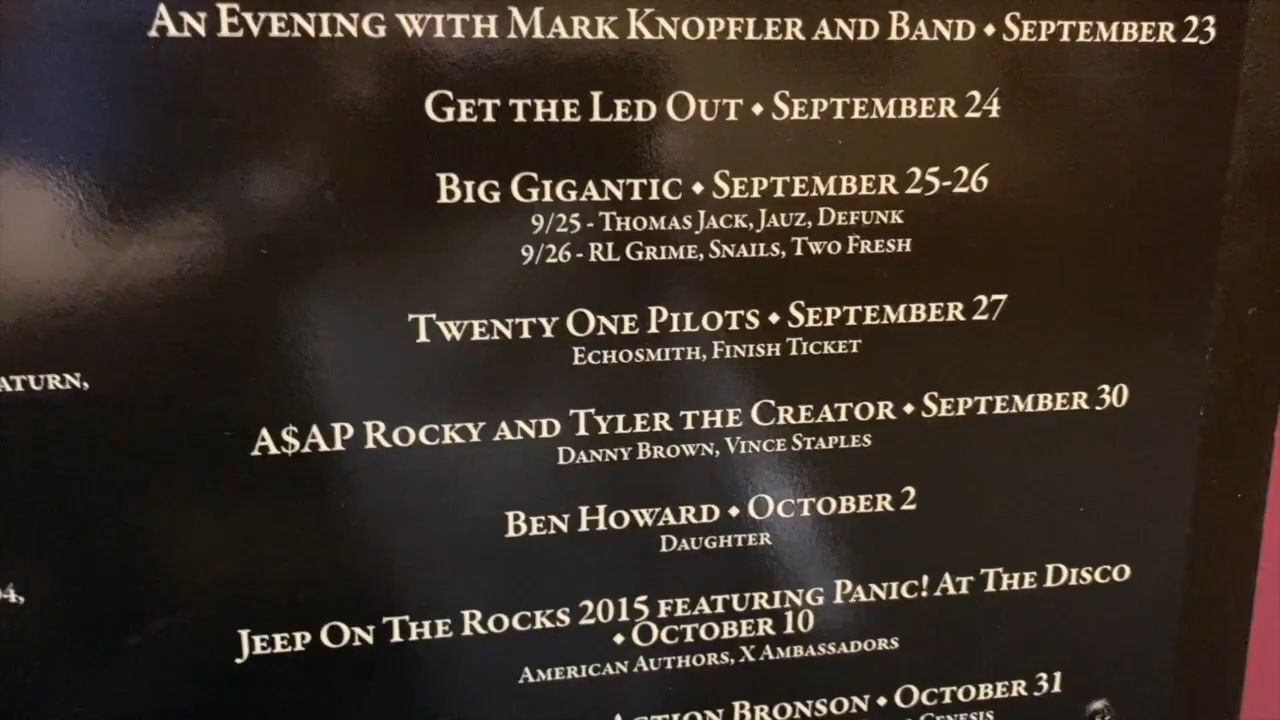 An Evening with Mark Knopfler and Band ⬥ September 23
Get the Led Out ⬥ September 24
Big Gigantic ⬥ September 25-26
9/25 - Thomas Jack, Jauz, Defunk
9/26 - RL Grime, Snails, Two Fresh
Twenty One Pilots ⬥ September 27
Echosmith, Finish Ticket
ATURN,
A$AP Rocky and Tyler the Creator ⬥ September 30
Danny Brown, Vince Staples
Ben Howard ⬥ October 2
Daughter
4,
Jeep On The Rocks 2015 featuring Panic! At The Disco
⬥ October 10
American Authors, X Ambassadors
Action Bronson ⬥ October 31
Genesis